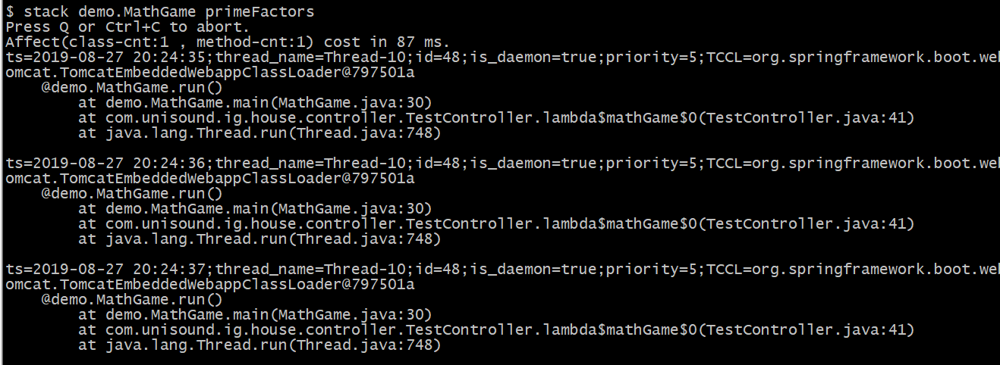 $ stack demo.MathGame primeFactors
Press Q or Ctrl+C to abort.
Affect(class-cnt:1 , method-cnt:1) cost in 87 ms.
ts=2019-08-27 20:24:35;thread_name=Thread-10;id=48;is_daemon=true;priority=5;TCCL=org.springframework.boot.we
omcat.TomcatEmbeddedWebappClassLoader@797501a
    @demo.MathGame.run()
        at demo.MathGame.main(MathGame.java:30)
        at com.unisound.ig.house.controller.TestController.lambda$mathGame$0(TestController.java:41)
        at java.lang.Thread.run(Thread.java:748)

ts=2019-08-27 20:24:36;thread_name=Thread-10;id=48;is_daemon=true;priority=5;TCCL=org.springframework.boot.we
omcat.TomcatEmbeddedWebappClassLoader@797501a
    @demo.MathGame.run()
        at demo.MathGame.main(MathGame.java:30)
        at com.unisound.ig.house.controller.TestController.lambda$mathGame$0(TestController.java:41)
        at java.lang.Thread.run(Thread.java:748)

ts=2019-08-27 20:24:37;thread_name=Thread-10;id=48;is_daemon=true;priority=5;TCCL=org.springframework.boot.we
omcat.TomcatEmbeddedWebappClassLoader@797501a
    @demo.MathGame.run()
        at demo.MathGame.main(MathGame.java:30)
        at com.unisound.ig.house.controller.TestController.lambda$mathGame$0(TestController.java:41)
        at java.lang.Thread.run(Thread.java:748)